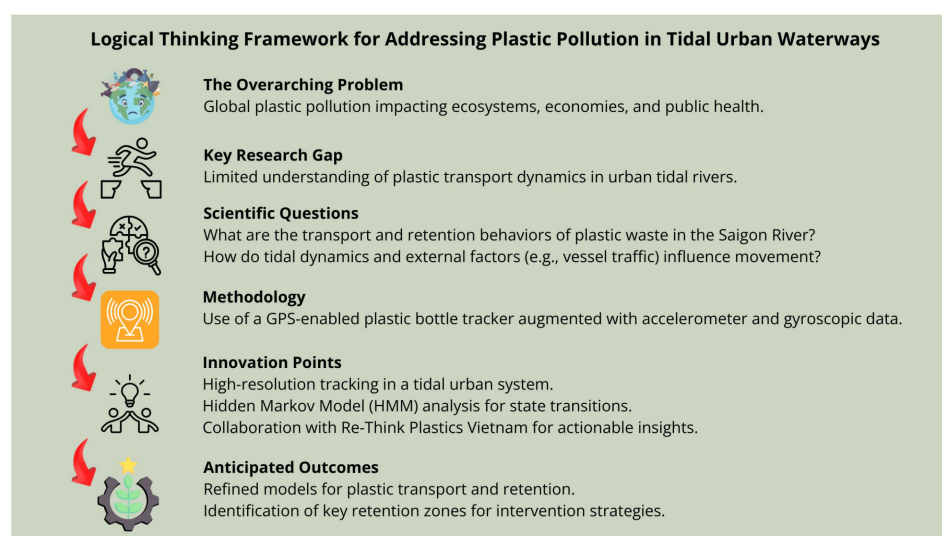 Logical Thinking Framework for Addressing Plastic Pollution in Tidal Urban Waterways
The Overarching Problem
Global plastic pollution impacting ecosystems, economies, and public health.
Key Research Gap
Limited understanding of plastic transport dynamics in urban tidal rivers.
Scientific Questions
What are the transport and retention behaviors of plastic waste in the Saigon River?
How do tidal dynamics and external factors (e.g., vessel traffic) influence movement?
Methodology
Use of a GPS-enabled plastic bottle tracker augmented with accelerometer and gyroscopic data.
Innovation Points
High-resolution tracking in a tidal urban system.
Hidden Markov Model (HMM) analysis for state transitions.
Collaboration with Re-Think Plastics Vietnam for actionable insights.
Anticipated Outcomes
Refined models for plastic transport and retention.
Identification of key retention zones for intervention strategies.